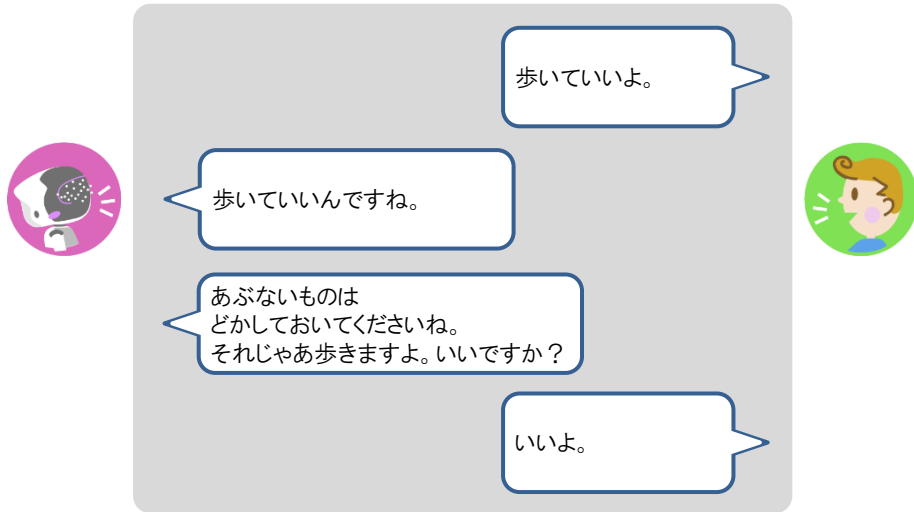 歩いていいよ。
歩いていいんですね。
あぶないものは
どかしておいてくださいね。
それじゃあ歩きますよ。いいですか？
いいよ。